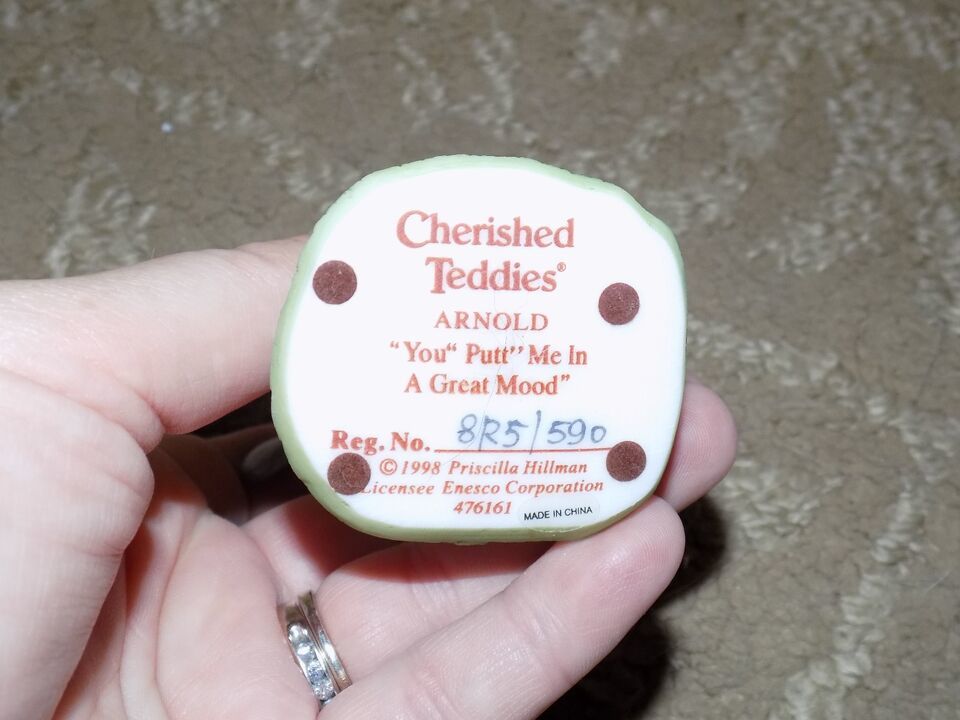 Cherished
Teddies®
ARNOLD
"You“ Putt” Me In
A Great Mood”
Reg. No. 8R5/590
© 1998 Priscilla Hillman
Licensee Enesco Corporation
476161
MADE IN CHINA